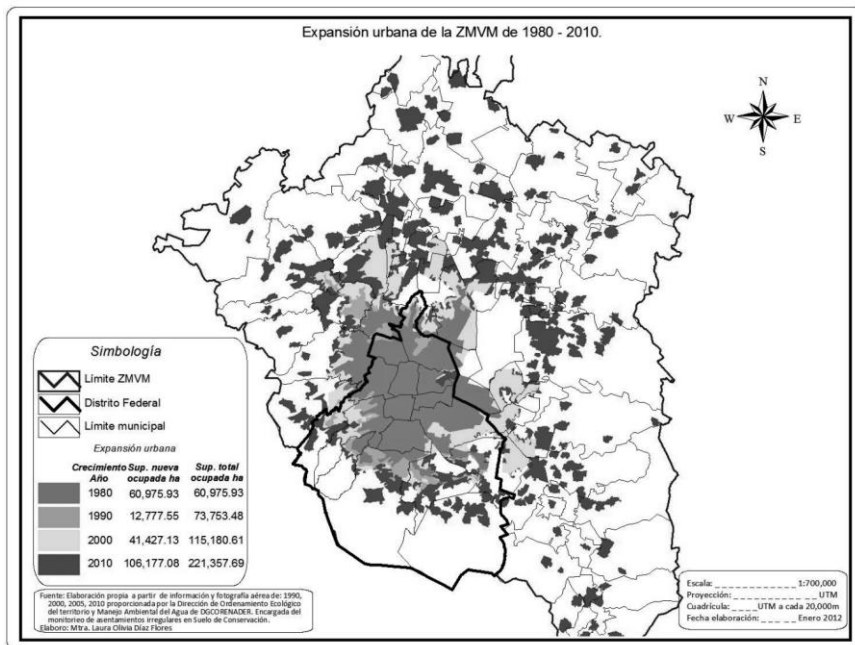 Expansión urbana de la ZMVM de 1980 - 2010.
N
W E
S
Simbología
Límite ZMVM
Distrito Federal
Límite municipal
Expansión urbana
Crecimiento Año Sup. nueva ocupada ha Sup. total ocupada ha
1980 60,975.93 60,975.93
1990 12,777.55 73,753.48
2000 41,427.13 115,180.61
2010 106,177.08 221,357.69
Fuente: Elaboración propia a partir de información y fotografía aérea de: 1990,
2000, 2005, 2010 proporcionada por la Dirección de Ordenamiento Ecológico
del territorio y Manejo Ambiental del Agua de DGCORENADER. Encargada del
monitoreo de asentamientos irregulares en Suelo de Conservación.
Elaboro: Mtra. Laura Olivia Díaz Flores
Escala: _ _ _ _ _ _ _ _ _ _ _ 1:700,000
Proyección: _ _ _ _ _ _ _ _ _ _ _ UTM
Cuadrícula: _ _ _ _ UTM a cada 20,000m
Fecha elaboración: _ _ _ _ Enero 2012